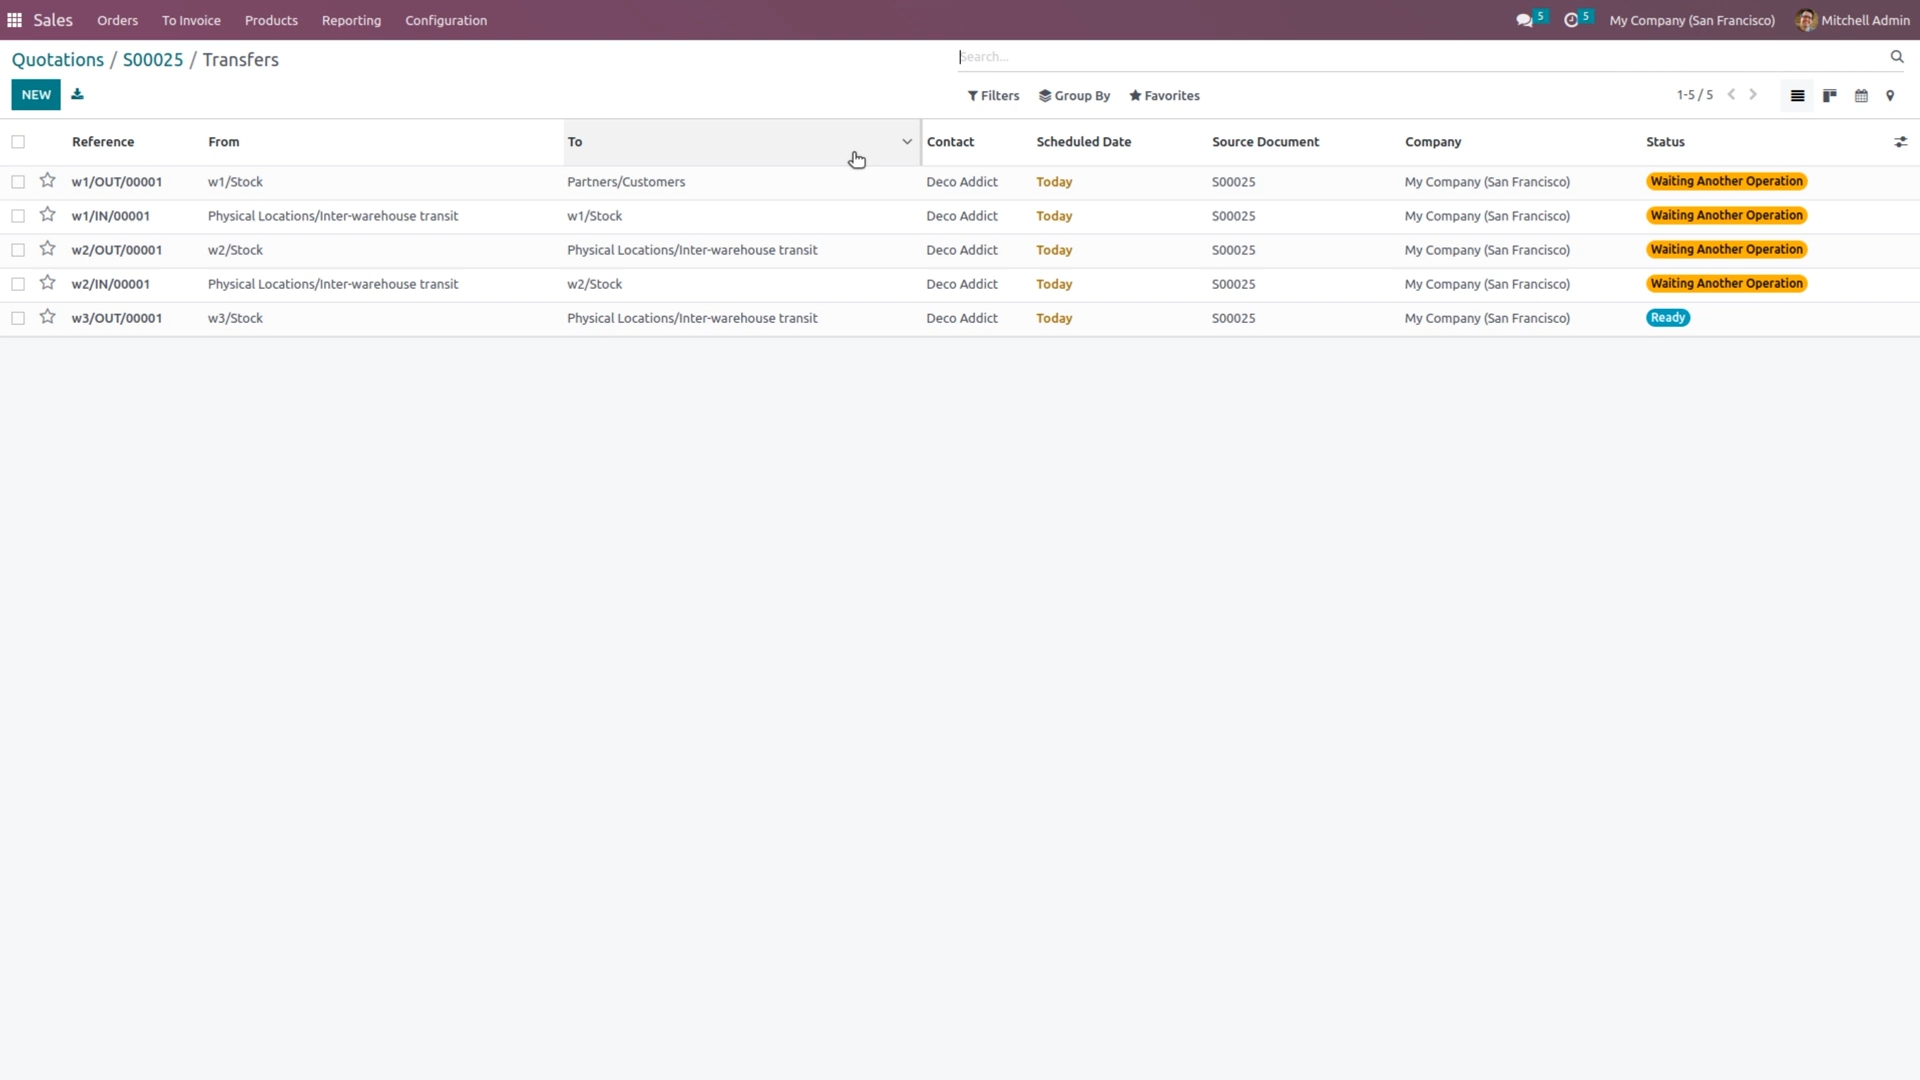 Sales Orders To Invoice Products Reporting Configuration 5 5 My Company (San Francisco) Mitchell Admin
Quotations / S00025 / Transfers Search...
NEW Filters Group By Favorites 1-5 / 5
Reference From To Contact Scheduled Date Source Document Company Status
w1/OUT/00001 w1/Stock Partners/Customers Deco Addict Today S00025 My Company (San Francisco) Waiting Another Operation
w1/IN/00001 Physical Locations/Inter-warehouse transit w1/Stock Deco Addict Today S00025 My Company (San Francisco) Waiting Another Operation
w2/OUT/00001 w2/Stock Physical Locations/Inter-warehouse transit Deco Addict Today S00025 My Company (San Francisco) Waiting Another Operation
w2/IN/00001 Physical Locations/Inter-warehouse transit w2/Stock Deco Addict Today S00025 My Company (San Francisco) Waiting Another Operation
w3/OUT/00001 w3/Stock Physical Locations/Inter-warehouse transit Deco Addict Today S00025 My Company (San Francisco) Ready